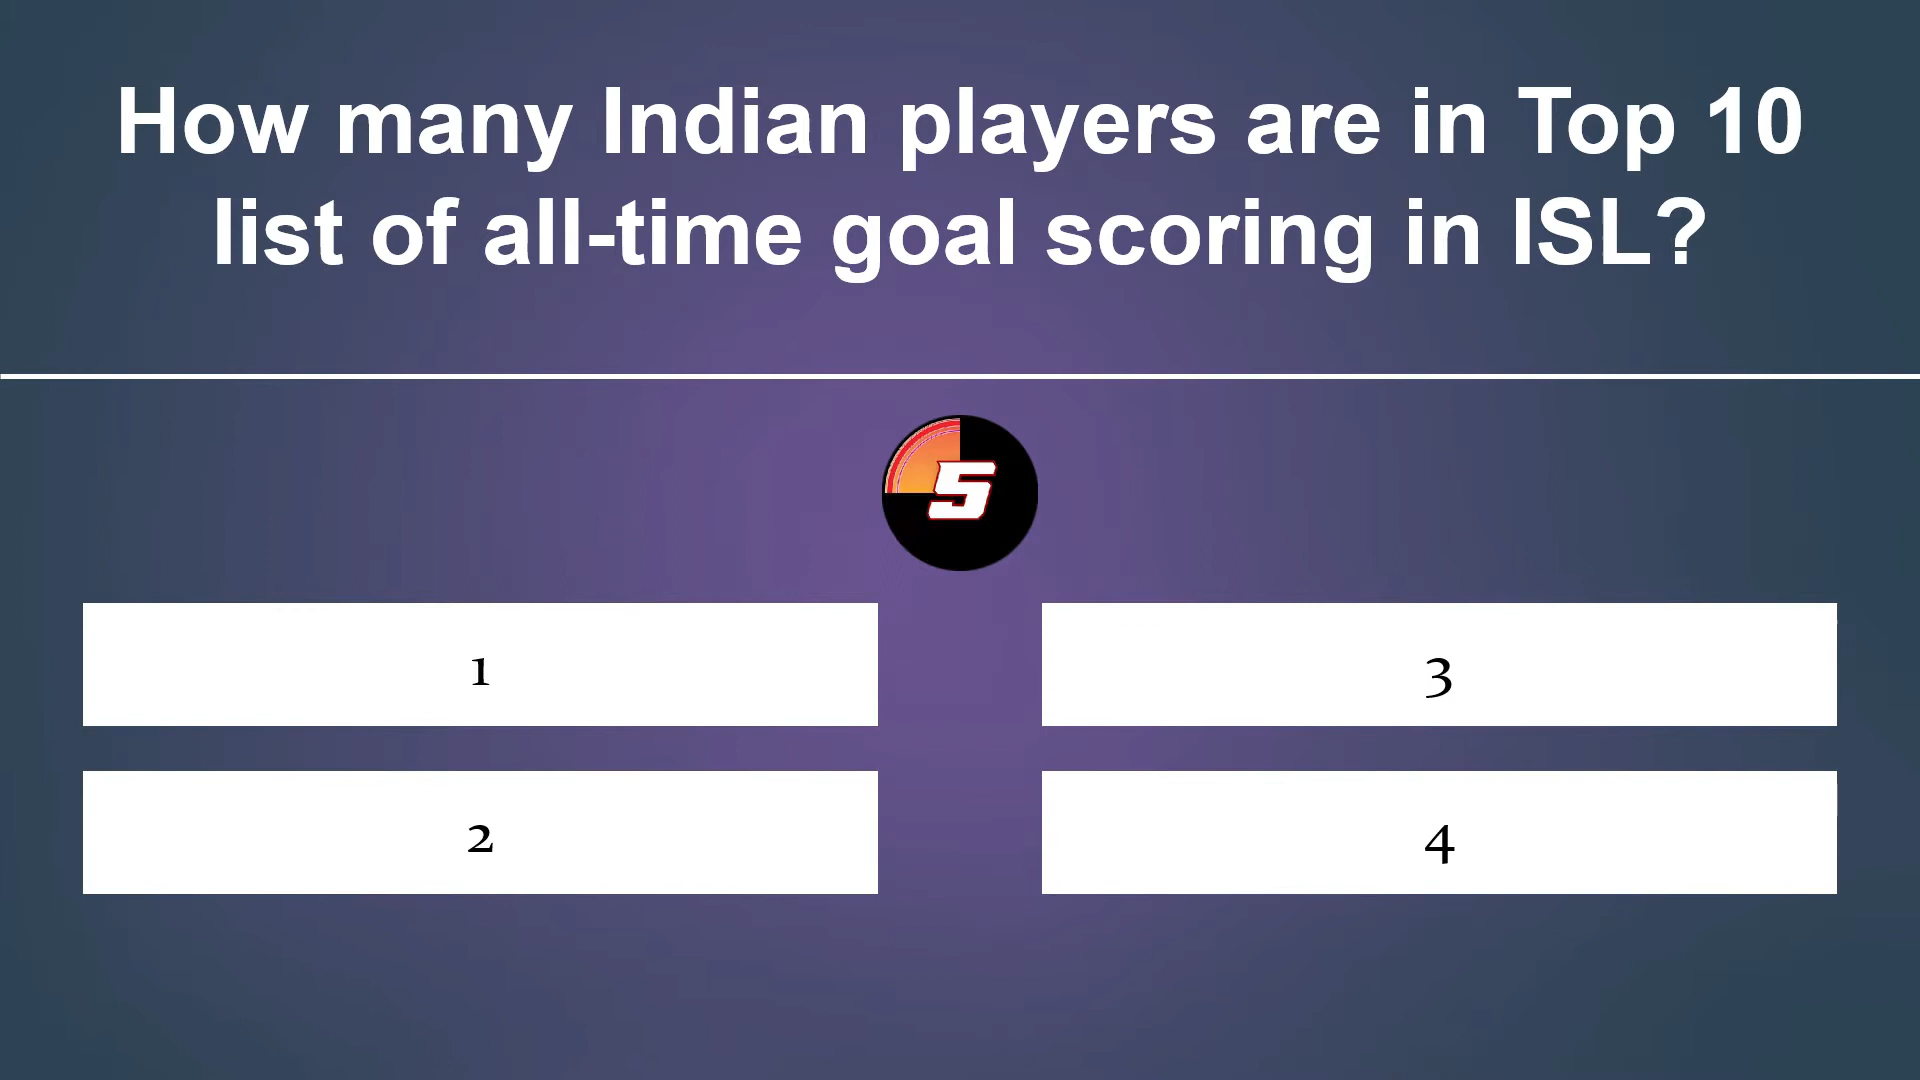 How many Indian players are in Top 10
list of all-time goal scoring in ISL?
5
1
3
2
4